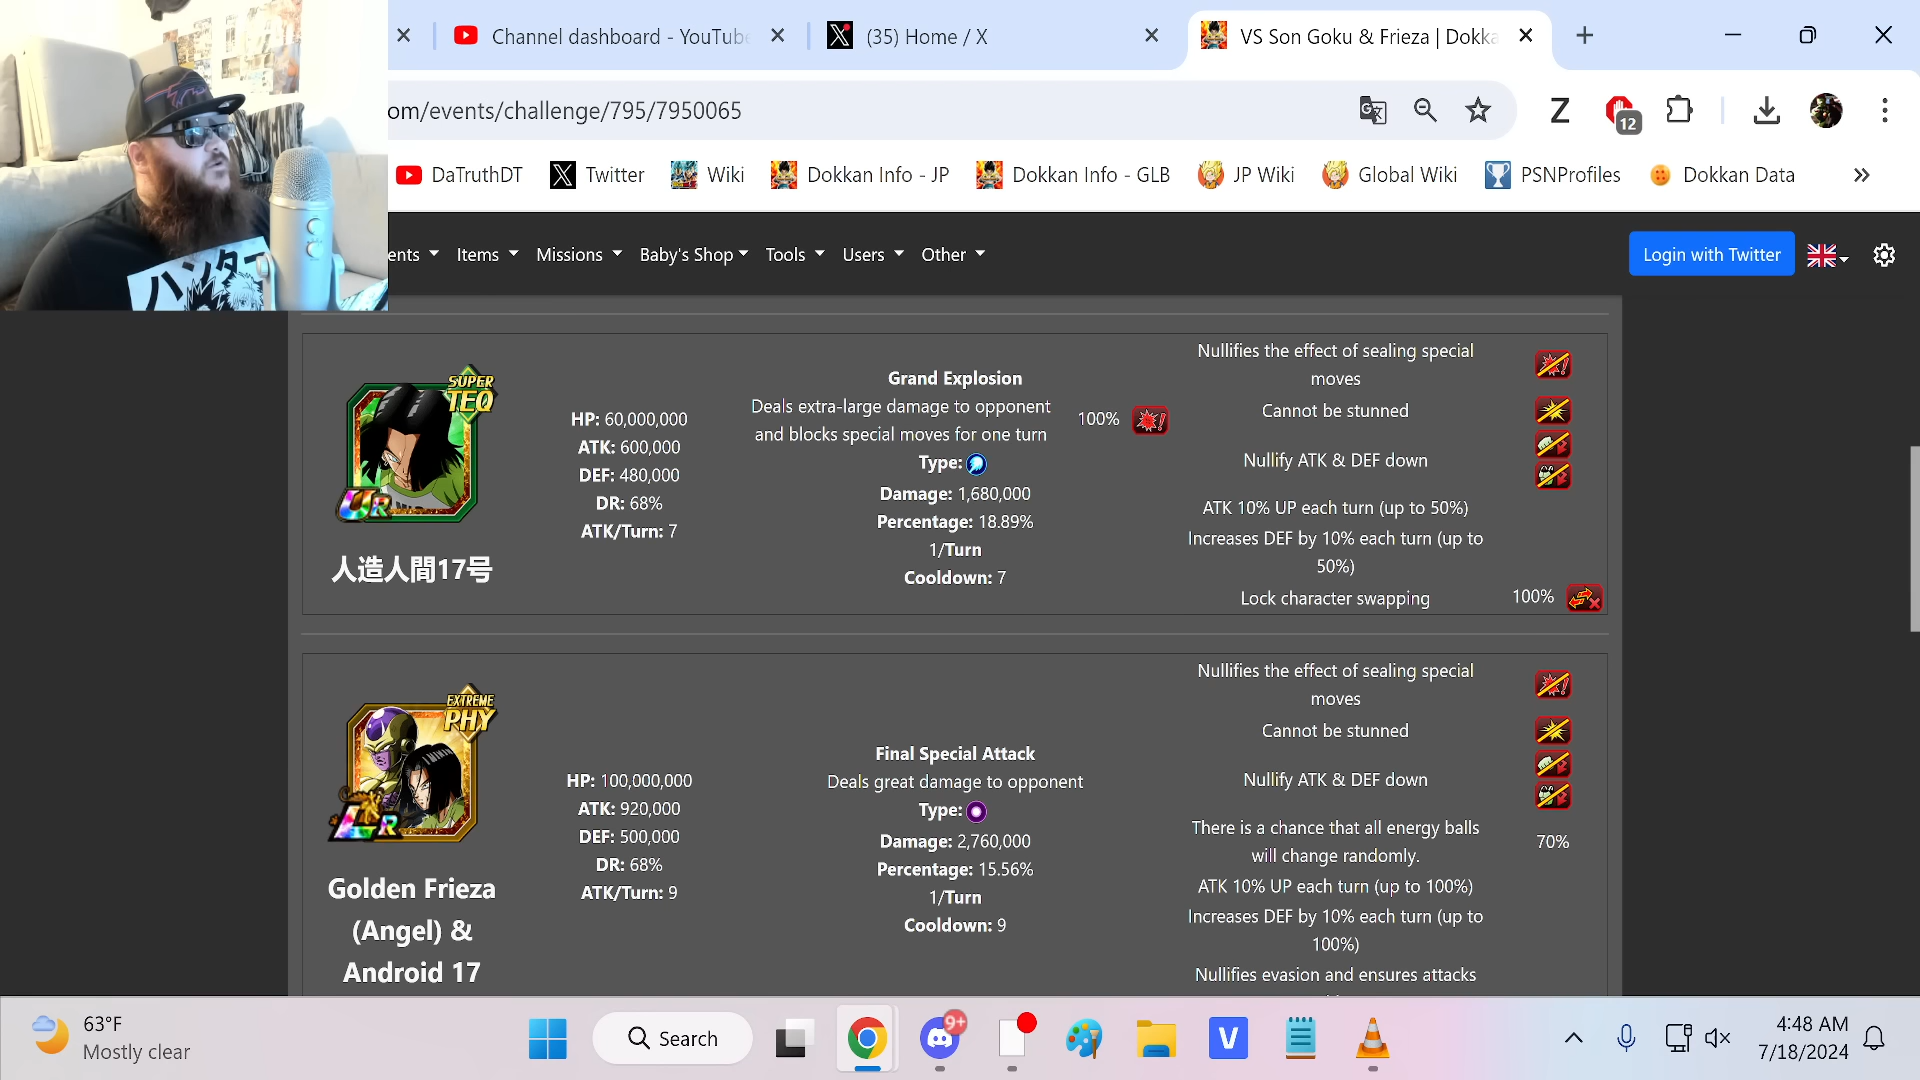 Channel dashboard - YouTube
(35) Home / X
VS Son Goku & Frieza | Dokka
om/events/challenge/795/7950065
Z
12
DaTruthDT
Twitter
Wiki
Dokkan Info - JP
Dokkan Info - GLB
JP Wiki
Global Wiki
PSNProfiles
Dokkan Data
ents
Items
Missions
Baby's Shop
Tools
Users
Other
Login with Twitter
ハンター
SUPER
TEQ
UR
人造人間17号
HP: 60,000,000
ATK: 600,000
DEF: 480,000
DR: 68%
ATK/Turn: 7
Grand Explosion
Deals extra-large damage to opponent
and blocks special moves for one turn
100%
Type:
Damage: 1,680,000
Percentage: 18.89%
1/Turn
Cooldown: 7
Nullifies the effect of sealing special
moves
Cannot be stunned
Nullify ATK & DEF down
ATK 10% UP each turn (up to 50%)
Increases DEF by 10% each turn (up to
50%)
Lock character swapping
100%
EXTREME
PHY
LR
Golden Frieza
(Angel) &
Android 17
HP: 100,000,000
ATK: 920,000
DEF: 500,000
DR: 68%
ATK/Turn: 9
Final Special Attack
Deals great damage to opponent
Type:
Damage: 2,760,000
Percentage: 15.56%
1/Turn
Cooldown: 9
Nullifies the effect of sealing special
moves
Cannot be stunned
Nullify ATK & DEF down
There is a chance that all energy balls
will change randomly.
70%
ATK 10% UP each turn (up to 100%)
Increases DEF by 10% each turn (up to
100%)
Nullifies evasion and ensures attacks
63°F
Mostly clear
Search
9+
V
4:48 AM
7/18/2024